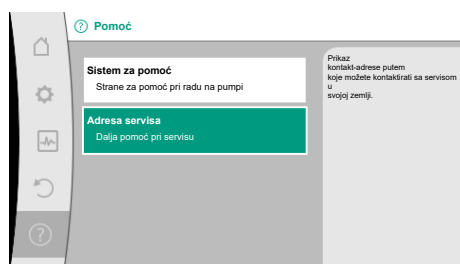 Pomoć
Sistem za pomoć
Strane za pomoć pri radu na pumpi
Adresa servisa
Dalja pomoć pri servisu
Prikaz
kontakt-adrese putem
koje možete kontaktirati sa servisom
u
svojoj zemlji.